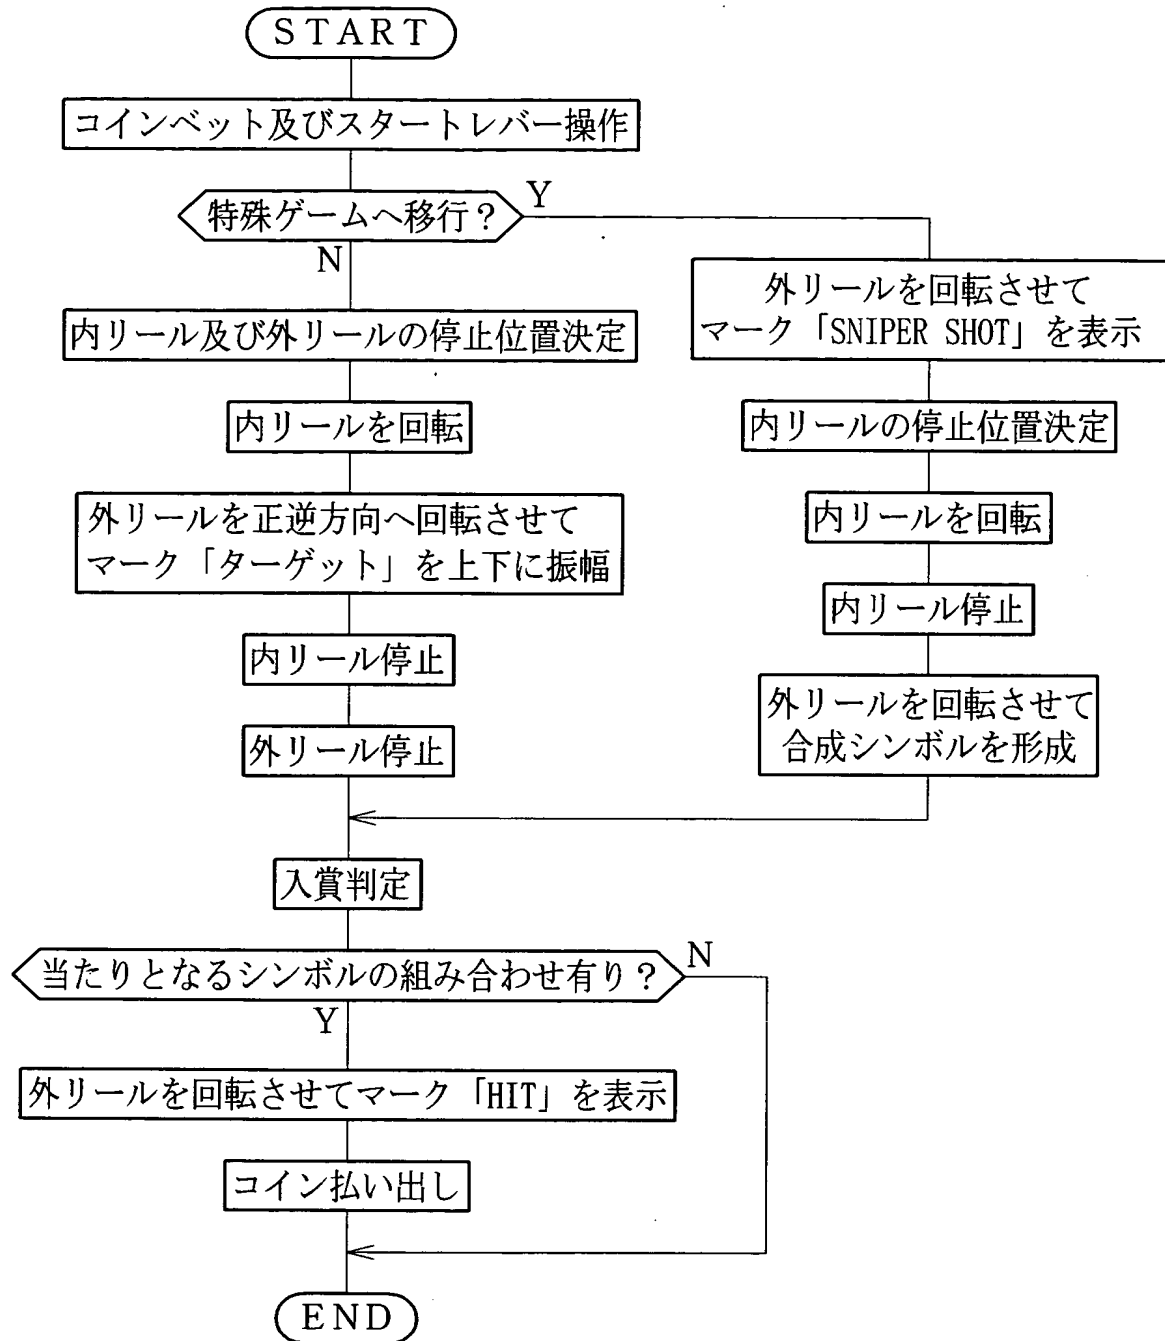 START
コインベット及びスタートレバー操作
特殊ゲームへ移行?
Y
N
内リール及び外リールの停止位置決定
内リールを回転
外リールを正逆方向へ回転させて
マーク「ターゲット」を上下に振幅
内リール停止
外リール停止
外リールを回転させて
マーク「SNIPER SHOT」を表示
内リールの停止位置決定
内リールを回転
内リール停止
外リールを回転させて
合成シンボルを形成
入賞判定
当たりとなるシンボルの組み合わせ有り?
N
Y
外リールを回転させてマーク「HIT」を表示
コイン払い出し
END